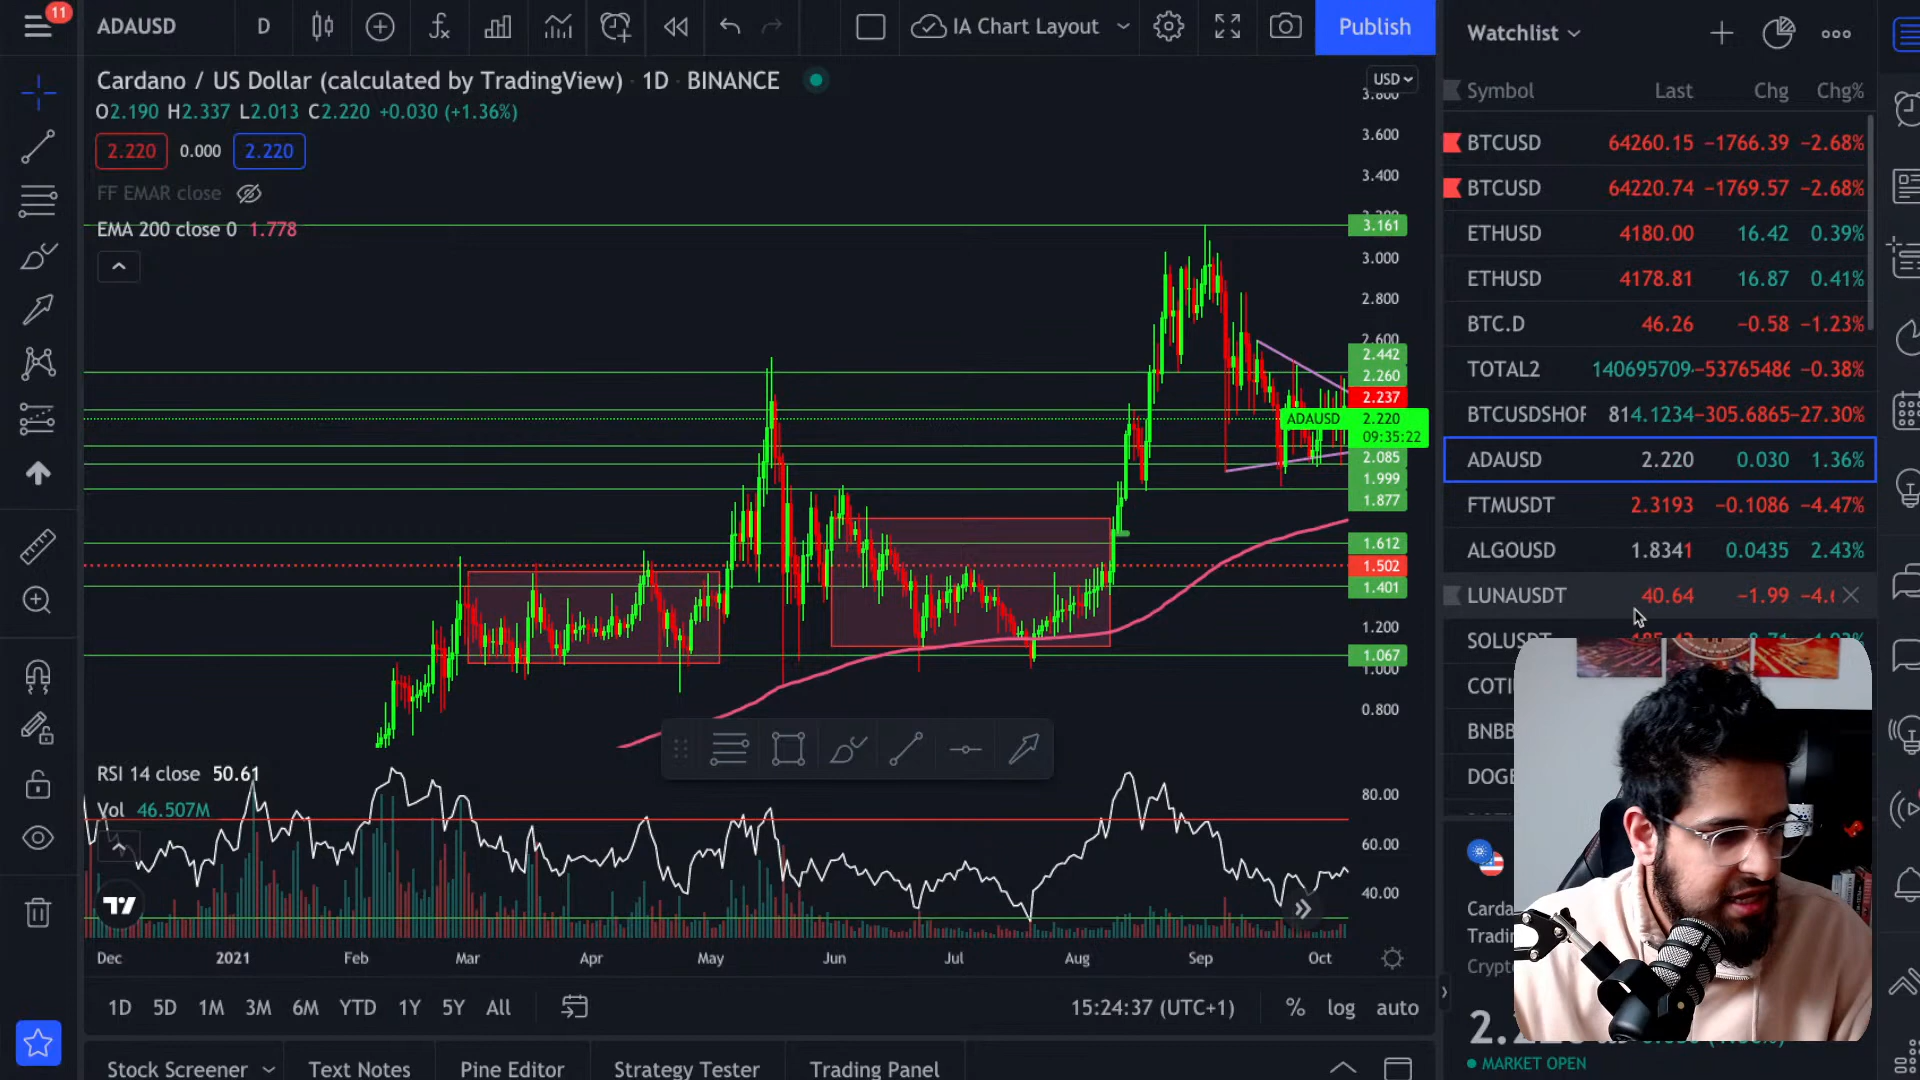 11
ADAUSD
D
IA Chart Layout
Publish
Cardano / US Dollar (calculated by TradingView) · 1D · BINANCE
O2.190 H2.337 L2.013 C2.220 +0.030 (+1.36%)
2.220 0.000 2.220
FF EMAR close
EMA 200 close 0 1.778
USD
3.600
3.400
3.161
3.000
2.800
2.600
2.442
2.260
2.237
ADAUSD 2.220
09:35:22
2.085
1.999
1.877
1.612
1.502
1.401
1.200
1.067
1.000
0.800
RSI 14 close 50.61
Vol 46.507M
80.00
60.00
40.00
Dec 2021 Feb Mar Apr May Jun Jul Aug Sep Oct
1D 5D 1M 3M 6M YTD 1Y 5Y All
15:24:37 (UTC+1) % log auto
Stock Screener Text Notes Pine Editor Strategy Tester Trading Panel
Watchlist
Symbol Last Chg Chg%
BTCUSD 64260.15 −1766.39 −2.68%
BTCUSD 64220.74 −1769.57 −2.68%
ETHUSD 4180.00 16.42 0.39%
ETHUSD 4178.81 16.87 0.41%
BTC.D 46.26 −0.58 −1.23%
TOTAL2 140695709 −53765486 −0.38%
BTCUSDSHOR 814.1234 −305.6865 −27.30%
ADAUSD 2.220 0.030 1.36%
FTMUSDT 2.3193 −0.1086 −4.47%
ALGOUSD 1.8341 0.0435 2.43%
LUNAUSDT 40.64 −1.99
SOLUSDT
COTI
BNBB
DOGE
Carda
Tradin
Crypt
MARKET OPEN